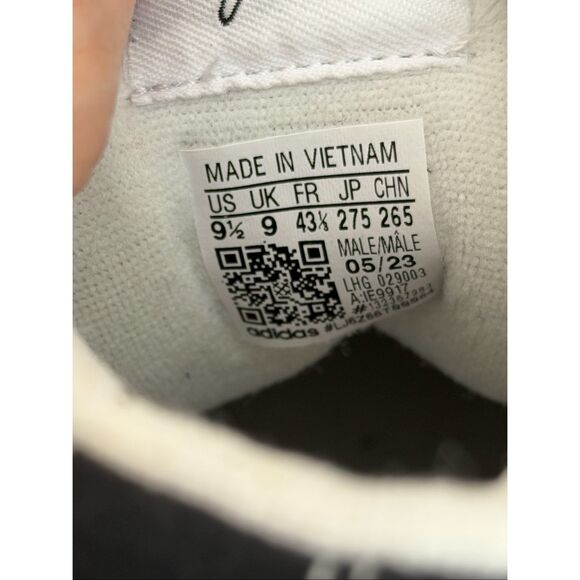 MADE IN VIETNAM
US UK FR JP CHN
9½ 9 43⅓ 275 265
MALE/MÂLE
05/23
LHG 029003
A:IE9917
adidas